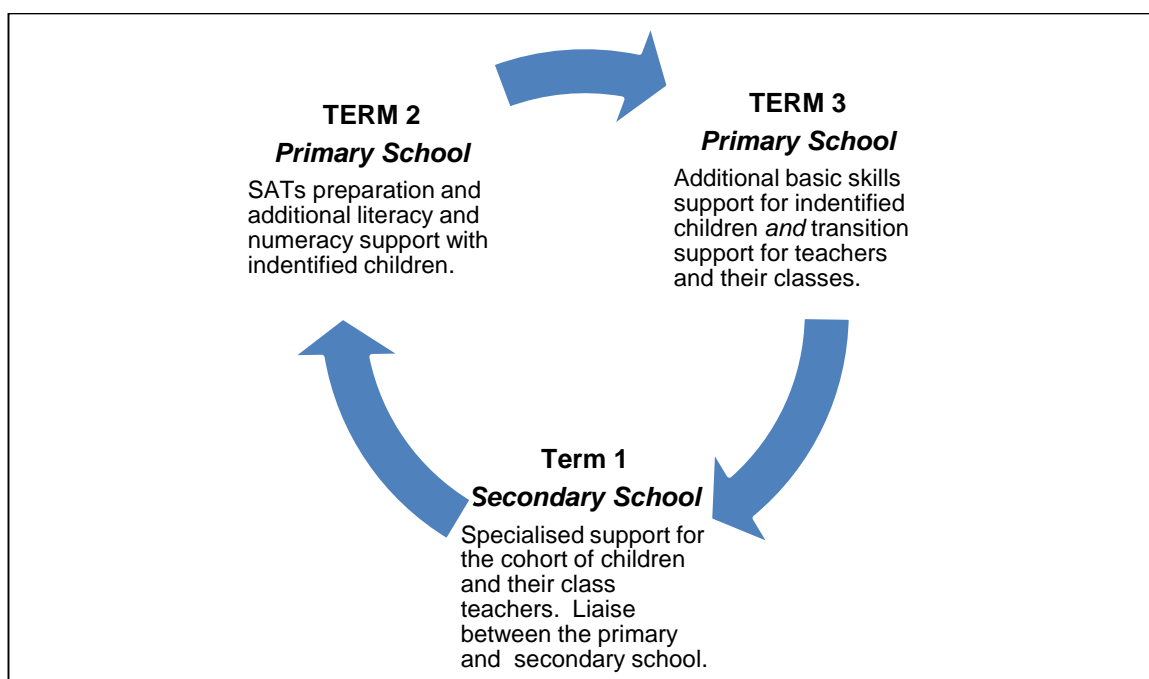 TERM 2
Primary School
SATs preparation and
additional literacy and
numeracy support with
indentified children.
TERM 3
Primary School
Additional basic skills
support for indentified
children and transition
support for teachers
and their classes.
Term 1
Secondary School
Specialised support for
the cohort of children
and their class
teachers.  Liaise
between the primary
and  secondary school.